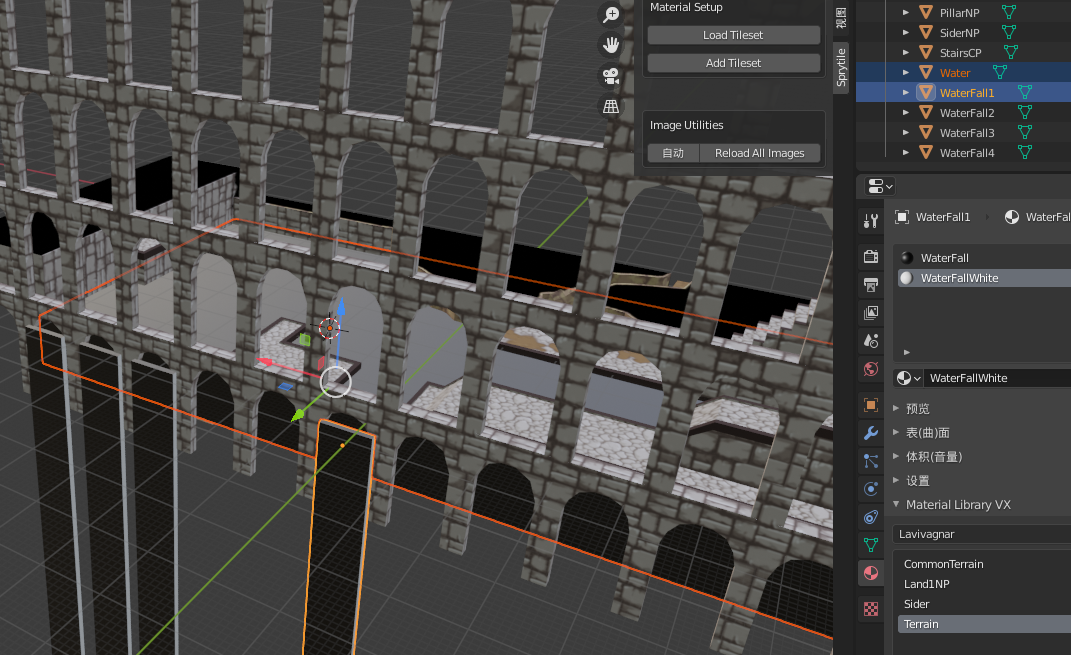 Material Setup
Load Tileset
Add Tileset
Image Utilities
自动
Reload All Images
视图
Sprytile
PillarNP
SiderNP
StairsCP
Water
WaterFall1
WaterFall2
WaterFall3
WaterFall4
WaterFall1
WaterFal
WaterFall
WaterFallWhite
WaterFallWhite
预览
表(曲)面
体积(音量)
设置
Material Library VX
Lavivagnar
CommonTerrain
Land1NP
Sider
Terrain